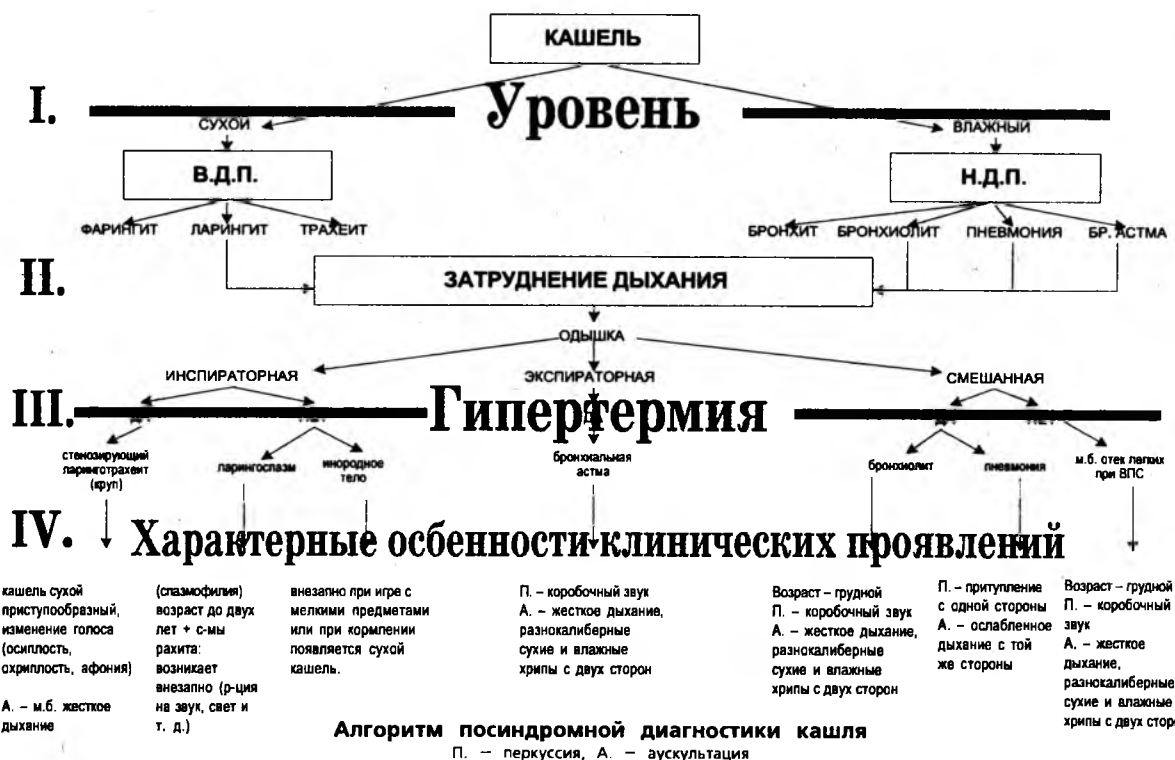 КАШЕЛЬ
I.
Уровень
СУХОЙ
ВЛАЖНЫЙ
В.Д.П.
Н.Д.П.
ФАРИНГИТ ЛАРИНГИТ ТРАХЕИТ
БРОНХИТ БРОНХИОЛИТ ПНЕВМОНИЯ БР. АСТМА
II.
ЗАТРУДНЕНИЕ ДЫХАНИЯ
ОДЫШКА
ИНСПИРАТОРНАЯ
ЭКСПИРАТОРНАЯ
СМЕШАННАЯ
III.
Гипертермия
стенозирующий
ларинготрахеит
(круп)
ларингоспазм
инородное
тело
бронхиальная
астма
бронхиолит
пневмония
м.б. отек легких
при ВПС
IV.
Характерные осбенности клинических проявлений
кашель сухой
приступообразный,
изменение голоса
(осиплость,
охриплость, афония)
А. – м.б. жесткое
дыхание
(спазмофилия)
возраст до двух
лет + с-мы
рахита:
возникает
внезапно (р-ция
на звук, свет и
т. д.)
внезапно при игре с
мелкими предметами
или при кормлении
появляется сухой
кашель.
П. – коробочный звук
А. – жесткое дыхание,
разнокалиберные
сухие и влажные
хрипы с двух сторон
Возраст – грудной
П. – коробочный звук
А. – жесткое дыхание,
разнокалиберные
сухие и влажные
хрипы с двух сторон
П. – притупление
с одной стороны
А. – ослабленное
дыхание с той
же стороны
Возраст – грудной
П. – коробочный
звук
А. – жесткое
дыхание,
разнокалиберные
сухие и влажные
хрипы с двух стор
Алгоритм посиндромной диагностики кашля
П. – перкуссия, А. – аускультация